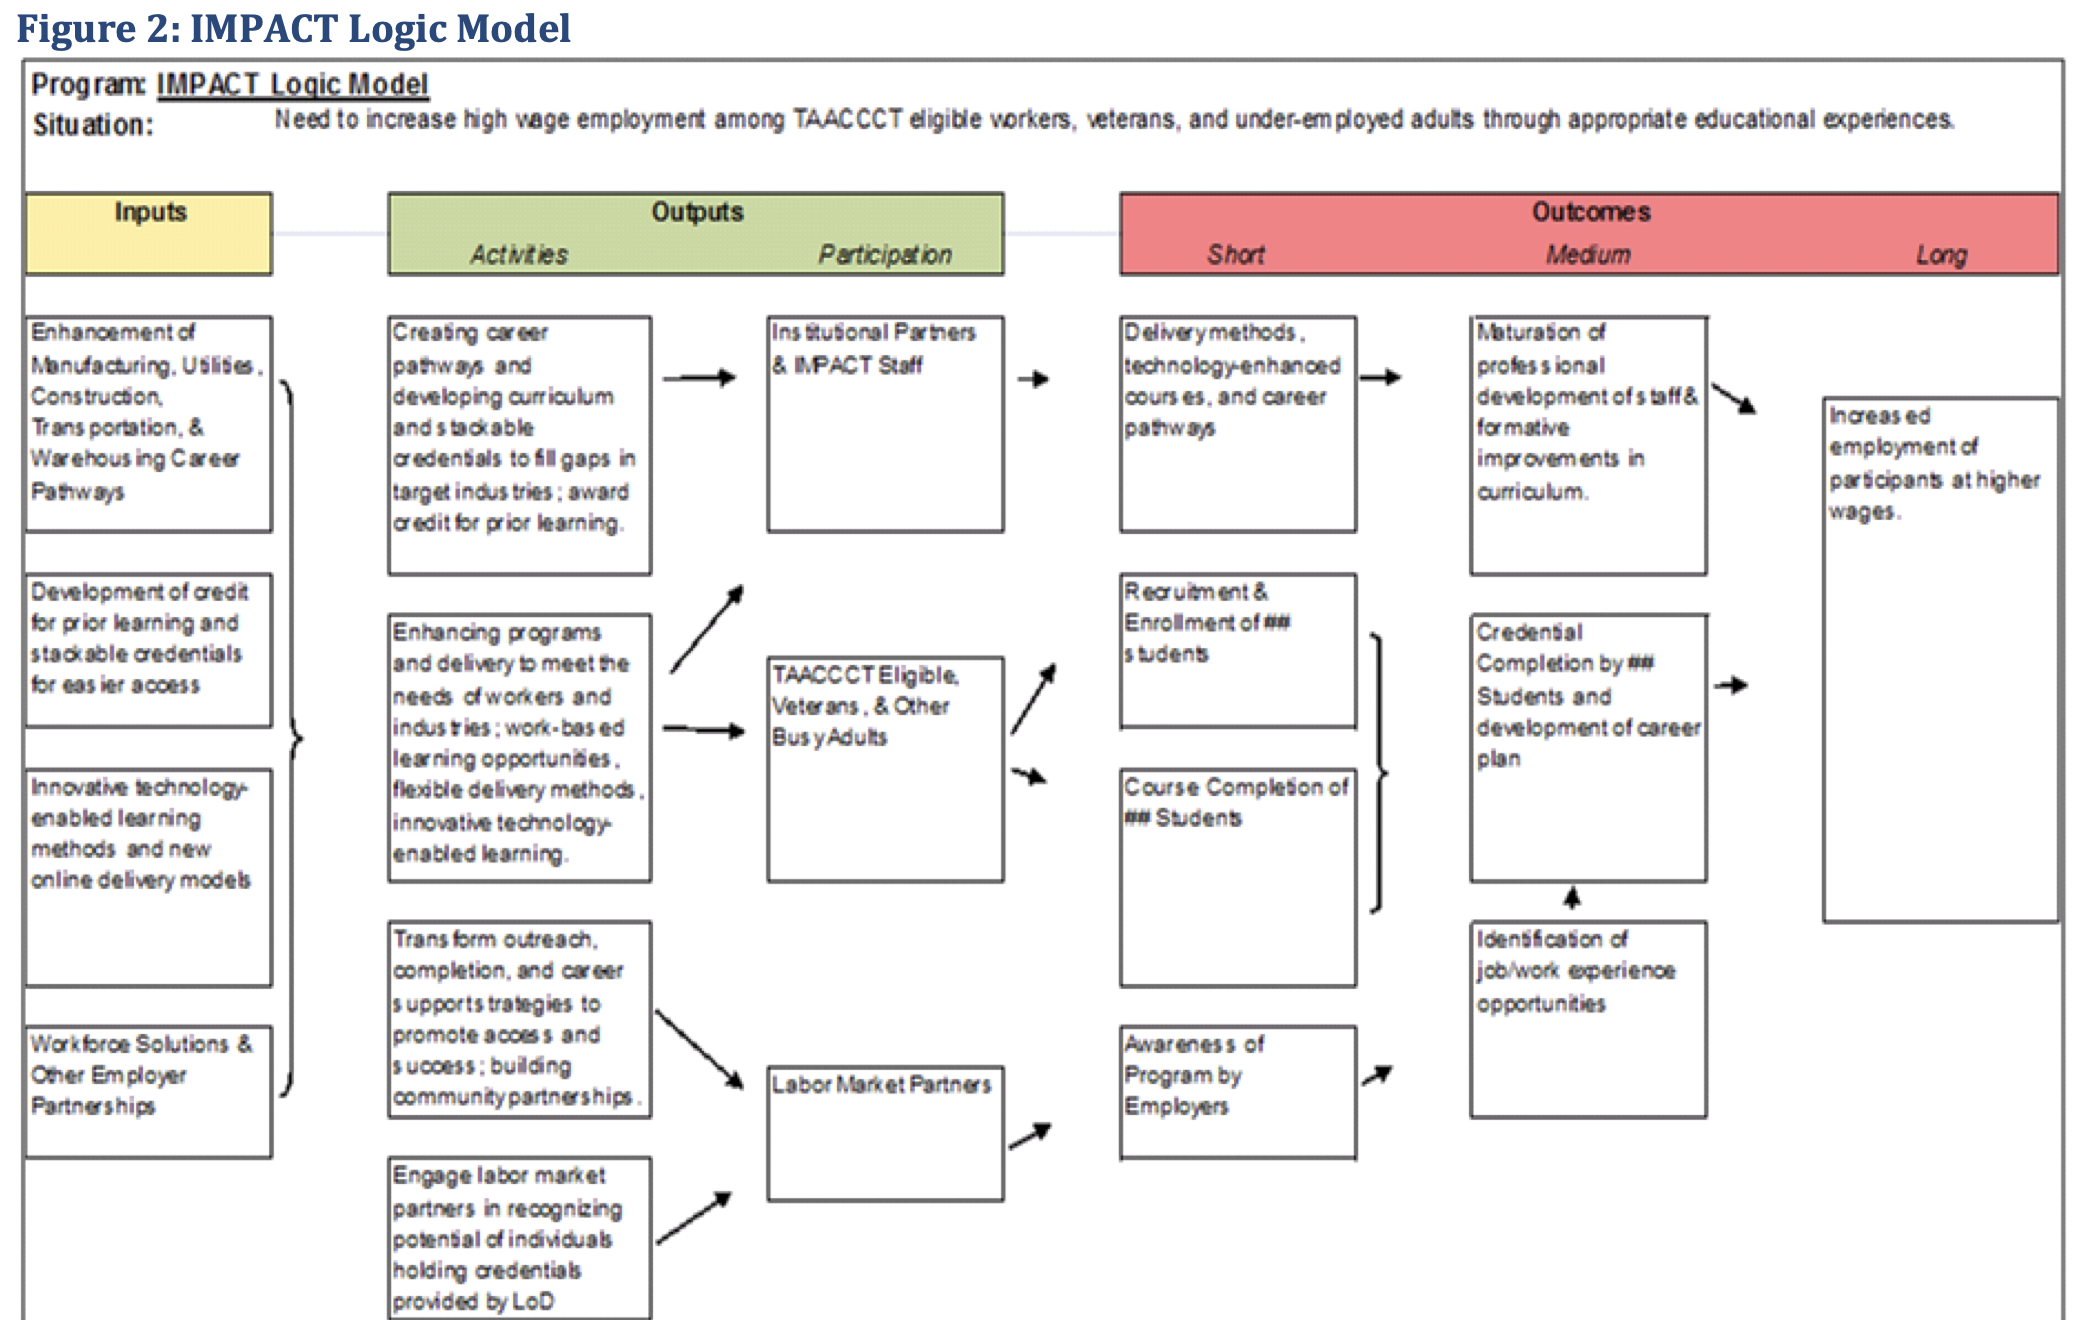 Figure 2: IMPACT Logic Model
Program: IMPACT Logic Model
Situation: Need to increase high wage employment among TAACCCT eligible workers, veterans, and under-employed adults through appropriate educational experiences.
Inputs
Outputs
Activities Participation
Outcomes
Short Medium Long
Enhancement of
Manufacturing, Utilities,
Construction,
Transportation, &
Warehousing Career
Pathways
Development of credit
for prior learning and
stackable credentials
for easier access
Innovative technology-
enabled learning
methods and new
online delivery models
Workforce Solutions &
Other Employer
Partnerships
Creating career
pathways and
developing curriculum
and stackable
credentials to fill gaps in
target industries; award
credit for prior learning.
Enhancing programs
and delivery to meet the
needs of workers and
industries; work-based
learning opportunities,
flexible delivery methods,
innovative technology-
enabled learning.
Transform outreach,
completion, and career
support strategies to
promote access and
success; building
community partnerships.
Engage labor market
partners in recognizing
potential of individuals
holding credentials
provided by LoD
Institutional Partners
& IMPACT Staff
TAACCCT Eligible,
Veterans, & Other
Busy Adults
Labor Market Partners
Delivery methods,
technology-enhanced
courses, and career
pathways
Recruitment &
Enrollment of ##
students
Course Completion of
## Students
Awareness of
Program by
Employers
Maturation of
professional
development of staff &
formative
improvements in
curriculum.
Credential
Completion by ##
Students and
development of career
plan
Identification of
job/work experience
opportunities
Increased
employment of
participants at higher
wages.